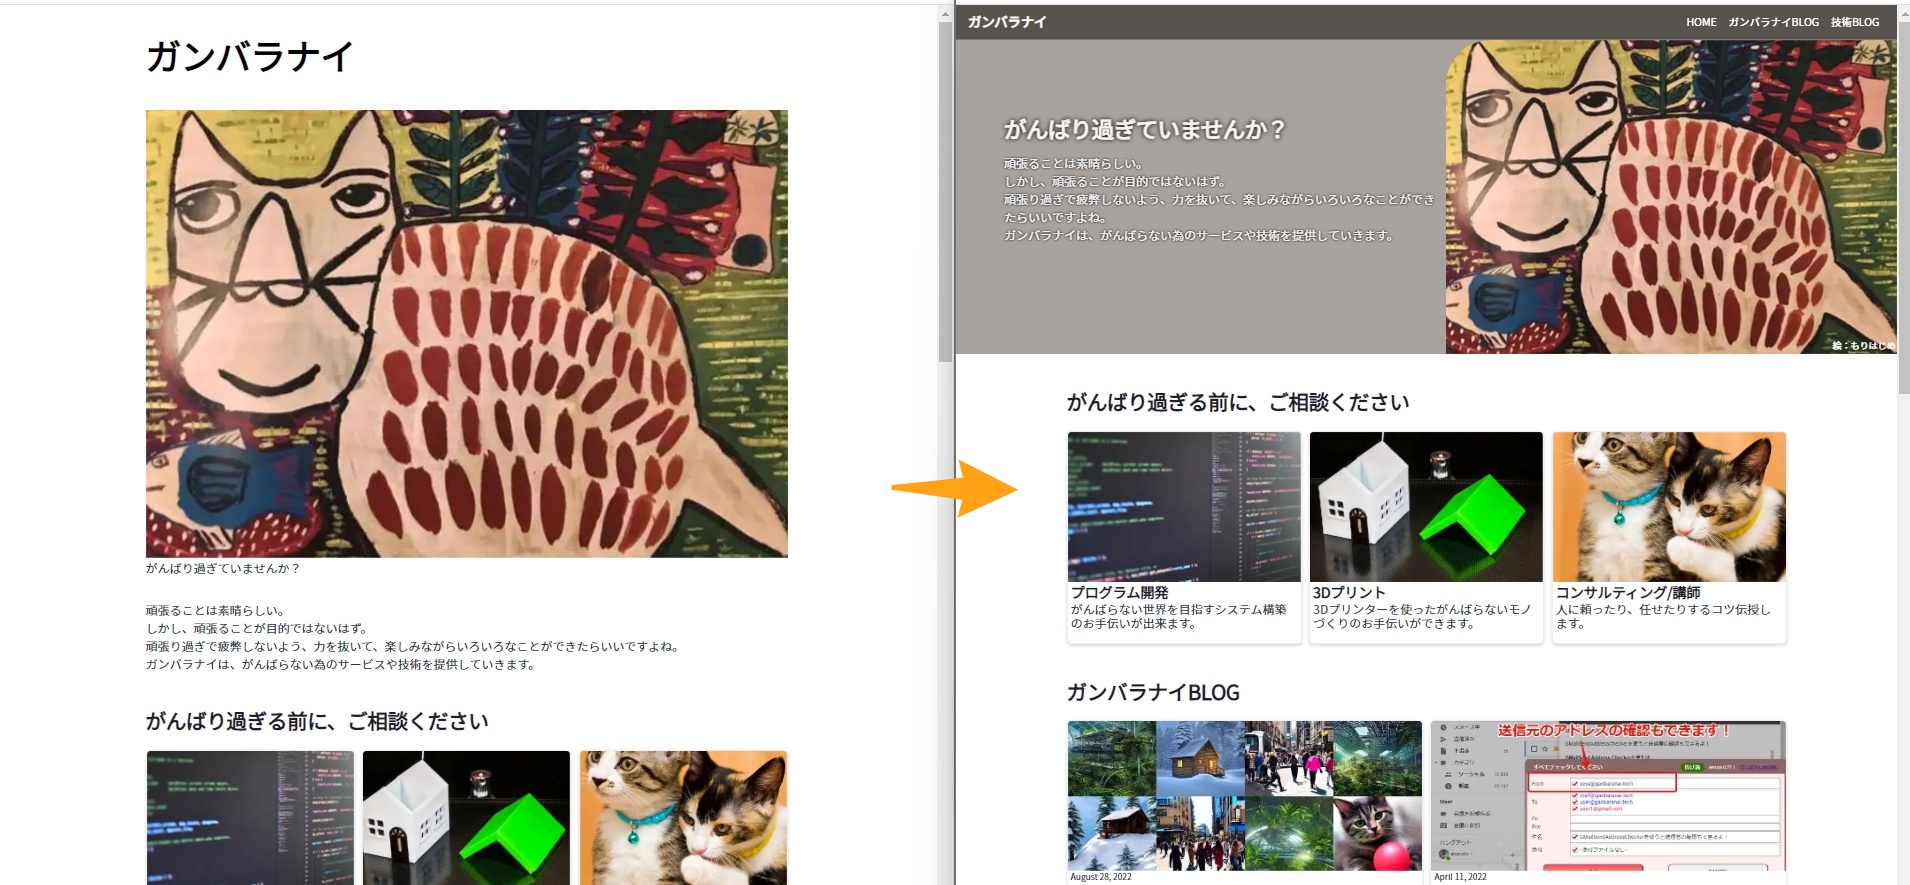 ガンバラナイ
がんばり過ぎていませんか？
頑張ることは素晴らしい。
しかし、頑張ることが目的ではないはず。
頑張り過ぎで疲弊しないよう、力を抜いて、楽しみながらいろいろなことができたらいいですよね。
ガンバラナイは、がんばらない為のサービスや技術を提供していきます。
がんばり過ぎる前に、ご相談ください
ガンバラナイ
HOME ガンバラナイBLOG 技術BLOG
がんばり過ぎていませんか？
頑張ることは素晴らしい。
しかし、頑張ることが目的ではないはず。
頑張り過ぎで疲弊しないよう、力を抜いて、楽しみながらいろいろなことができ
たらいいですよね。
ガンバラナイは、がんばらない為のサービスや技術を提供していきます。
絵：もりはじめ
がんばり過ぎる前に、ご相談ください
プログラム開発
がんばらない世界を目指すシステム構築
のお手伝いが出来ます。
3Dプリント
3Dプリンターを使ったがんばらないモノ
づくりのお手伝いができます。
コンサルティング/講師
人に頼ったり、任せたりするコツ伝授し
ます。
ガンバラナイBLOG
送信元のアドレスの確認もできます！
すべてチェックしてください
From
To
Cc
Bcc
件名
添付
Meet
ハングアウト
August 28, 2022
April 11, 2022